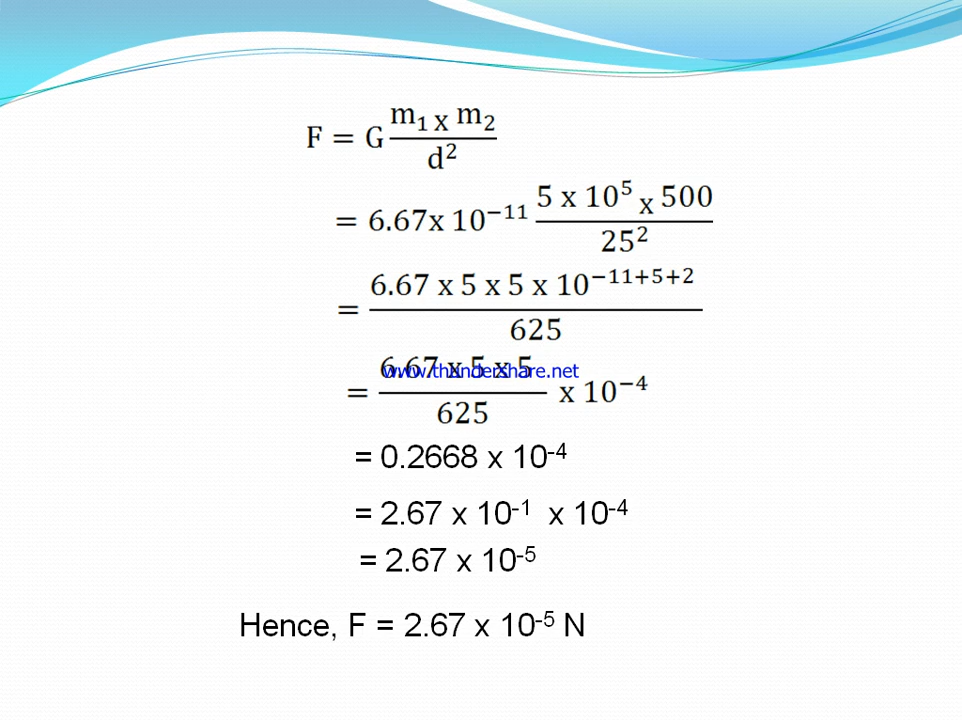 F = G m₁ x m₂ / d²
= 6.67x 10⁻¹¹ 5 x 10⁵ x 500 / 25²
= 6.67 x 5 x 5 x 10⁻¹¹⁺⁵⁺² / 625
= 6.67 x 5 x 5 / 625 x 10⁻⁴
www.thundershare.net
= 0.2668 x 10⁻⁴
= 2.67 x 10⁻¹ x 10⁻⁴
= 2.67 x 10⁻⁵
Hence, F = 2.67 x 10⁻⁵ N